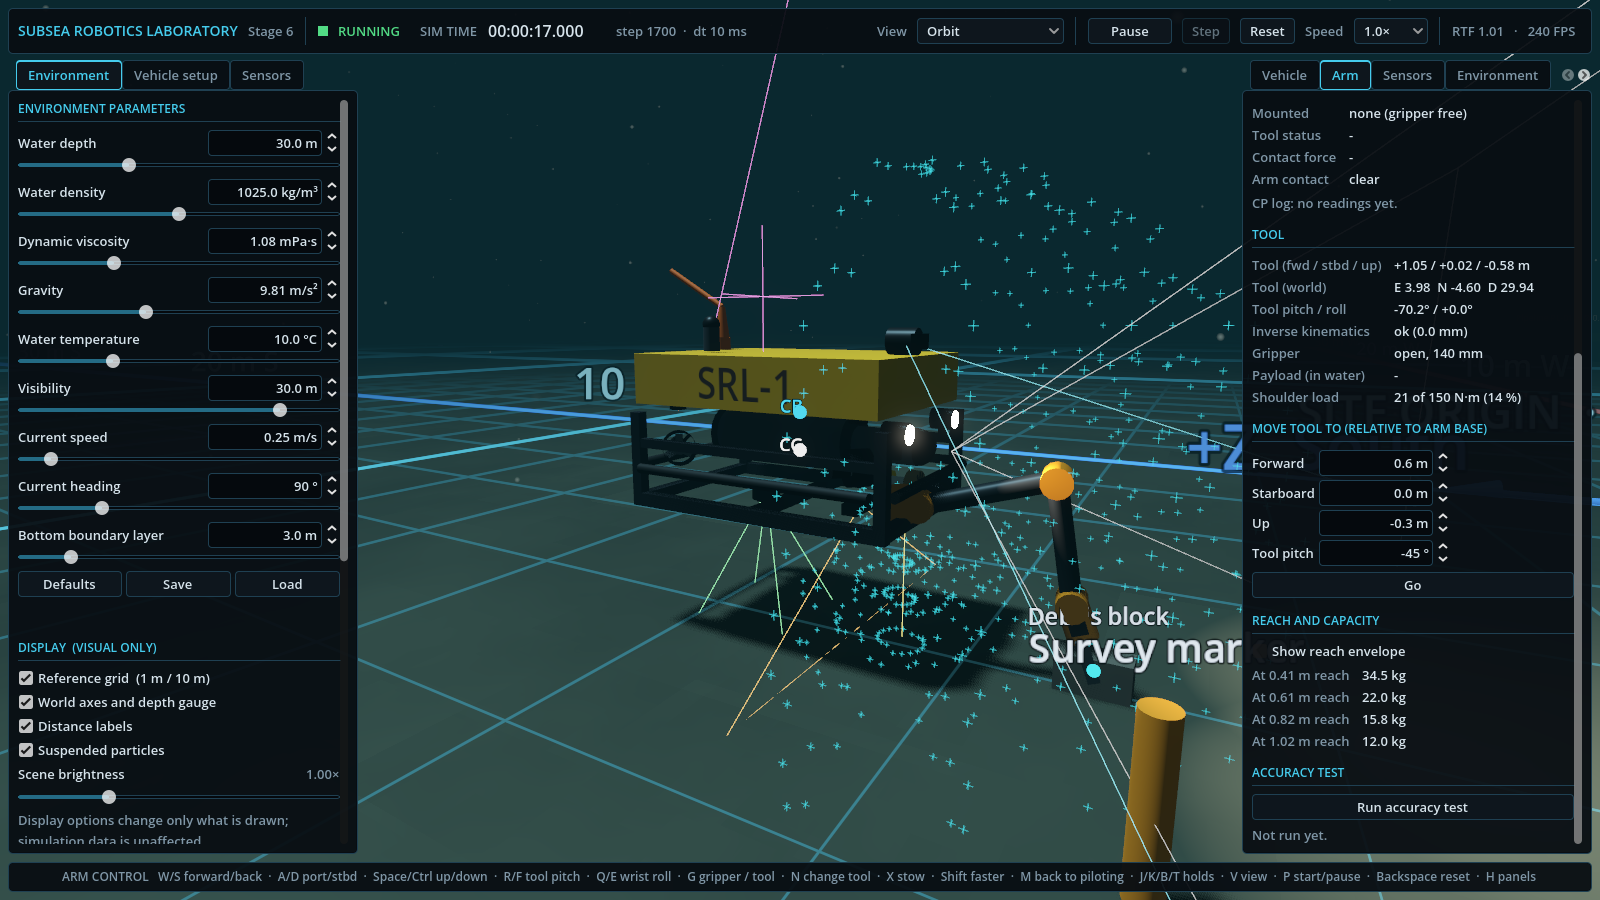 SUBSEA ROBOTICS LABORATORY Stage 6 RUNNING SIM TIME 00:00:17.000 step 1700 · dt 10 ms View Orbit Pause Step Reset Speed 1.0× RTF 1.01 · 240 FPS
Environment Vehicle setup Sensors
ENVIRONMENT PARAMETERS
Water depth 30.0 m
Water density 1025.0 kg/m³
Dynamic viscosity 1.08 mPa·s
Gravity 9.81 m/s²
Water temperature 10.0 °C
Visibility 30.0 m
Current speed 0.25 m/s
Current heading 90 °
Bottom boundary layer 3.0 m
Defaults Save Load
DISPLAY (VISUAL ONLY)
Reference grid (1 m / 10 m)
World axes and depth gauge
Distance labels
Suspended particles
Scene brightness 1.00×
Display options change only what is drawn;
simulation data is unaffected.
10
SRL-1
CB
CG
Survey marker
Vehicle Arm Sensors Environment
Mounted none (gripper free)
Tool status -
Contact force -
Arm contact clear
CP log: no readings yet.
TOOL
Tool (fwd / stbd / up) +1.05 / +0.02 / -0.58 m
Tool (world) E 3.98 N -4.60 D 29.94
Tool pitch / roll -70.2° / +0.0°
Inverse kinematics ok (0.0 mm)
Gripper open, 140 mm
Payload (in water) -
Shoulder load 21 of 150 N·m (14 %)
MOVE TOOL TO (RELATIVE TO ARM BASE)
Forward 0.6 m
Starboard 0.0 m
Up -0.3 m
Tool pitch -45 °
Go
REACH AND CAPACITY
Show reach envelope
At 0.41 m reach 34.5 kg
At 0.61 m reach 22.0 kg
At 0.82 m reach 15.8 kg
At 1.02 m reach 12.0 kg
ACCURACY TEST
Run accuracy test
Not run yet.
ARM CONTROL W/S forward/back · A/D port/stbd · Space/Ctrl up/down · R/F tool pitch · Q/E wrist roll · G gripper / tool · N change tool · X stow · Shift faster · M back to piloting · J/K/B/T holds · V view · P start/pause · Backspace reset · H panels